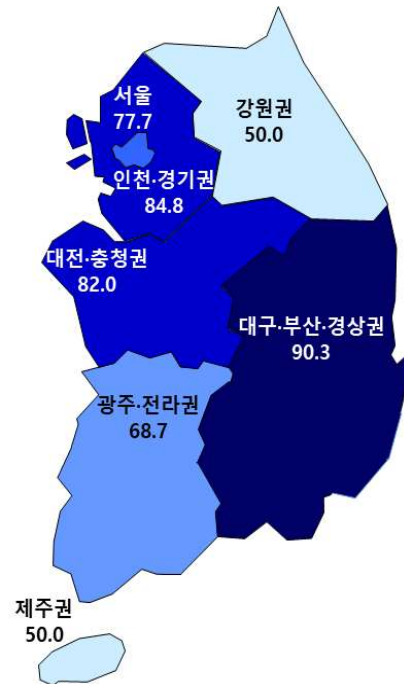 서울
77.7
강원권
50.0
인천·경기권
84.8
대전·충청권
82.0
대구·부산·경상권
90.3
광주·전라권
68.7
제주권
50.0